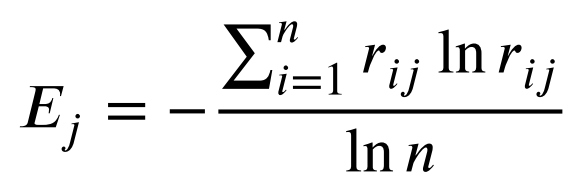 E_j = -\frac{\sum_{i=1}^{n} r_{ij} \ln r_{ij}}{\ln n}